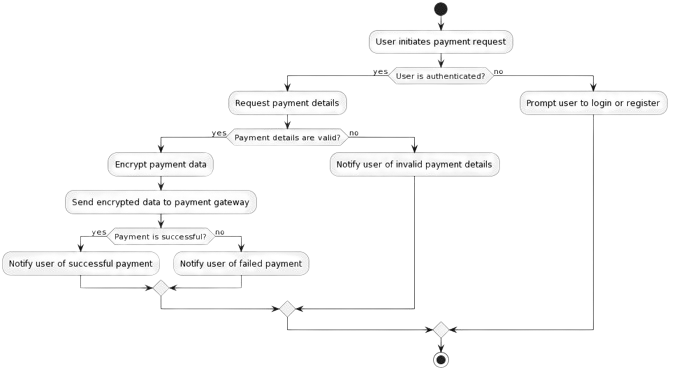 User initiates payment request
yes
User is authenticated?
no
Request payment details
Prompt user to login or register
yes
Payment details are valid?
no
Encrypt payment data
Notify user of invalid payment details
Send encrypted data to payment gateway
yes
Payment is successful?
no
Notify user of successful payment
Notify user of failed payment